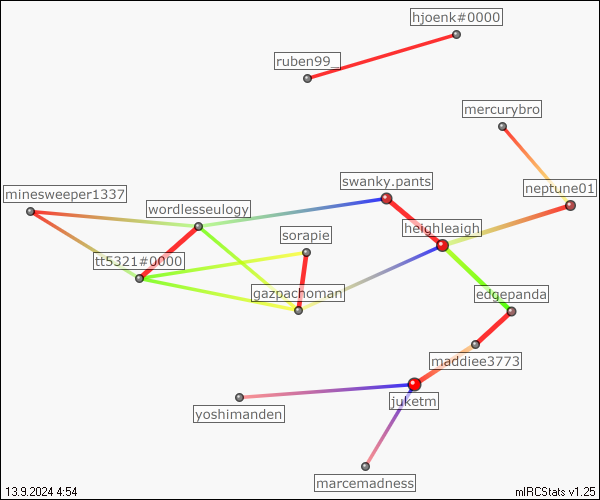 hjoenk#0000
ruben99_
mercurybro
swanky.pants
neptune01
minesweeper1337
wordlesseulogy
heighleaigh
sorapie
tt5321#0000
gazpachoman
edgepanda
maddiee3773
juketm
yoshimanden
marcemadness
13.9.2024 4:54
mIRCStats v1.25